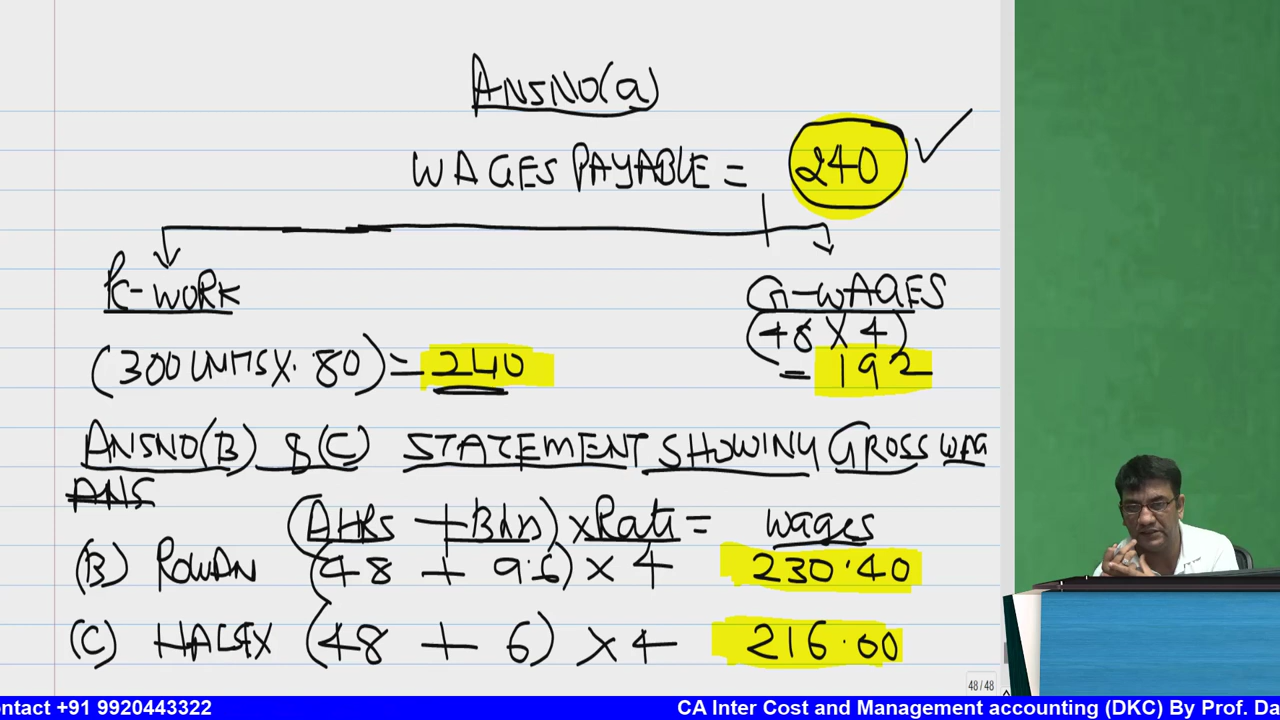 ANSNO(a)
WAGES PAYABLE = 240
Pc-WORK
G-WAGES
(48 X 4)
(300 UNITS X .80) = 240
= 192
ANSNO(B) &(C) STATEMENT SHOWING GROSS WAG
ANS
(AHRS + BHrs) x Rate = wages
(B) ROWAN (48 + 9.6) X 4 230.40
(C) HALSEY (48 + 6) X 4 216.00
48 / 48
ontact +91 9920443322 CA Inter Cost and Management accounting (DKC) By Prof. Da